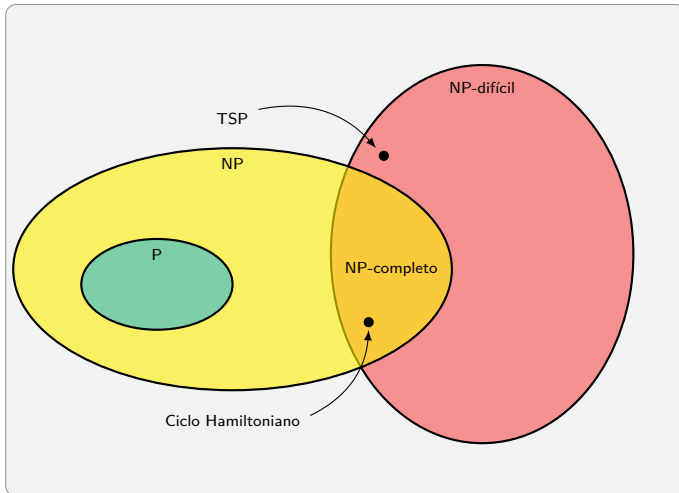 NP-difícil
TSP
NP
P
NP-completo
Ciclo Hamiltoniano